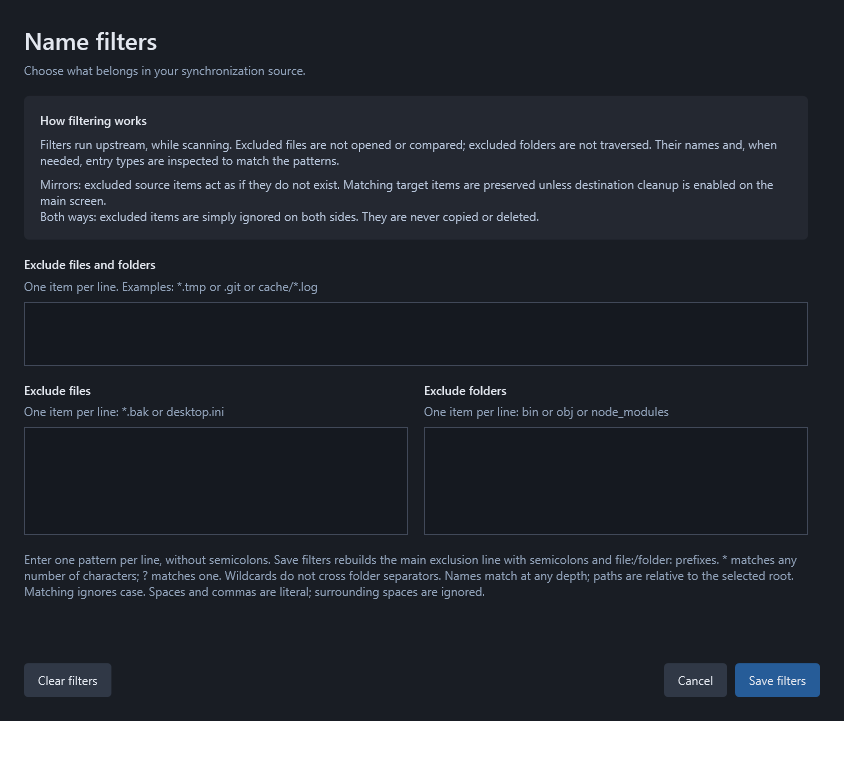 Name filters
Choose what belongs in your synchronization source.
How filtering works
Filters run upstream, while scanning. Excluded files are not opened or compared; excluded folders are not traversed. Their names and, when
needed, entry types are inspected to match the patterns.
Mirrors: excluded source items act as if they do not exist. Matching target items are preserved unless destination cleanup is enabled on the
main screen.
Both ways: excluded items are simply ignored on both sides. They are never copied or deleted.
Exclude files and folders
One item per line. Examples: *.tmp or .git or cache/*.log
Exclude files
One item per line: *.bak or desktop.ini
Exclude folders
One item per line: bin or obj or node_modules
Enter one pattern per line, without semicolons. Save filters rebuilds the main exclusion line with semicolons and file:/folder: prefixes. * matches any
number of characters; ? matches one. Wildcards do not cross folder separators. Names match at any depth; paths are relative to the selected root.
Matching ignores case. Spaces and commas are literal; surrounding spaces are ignored.
Clear filters
Cancel
Save filters